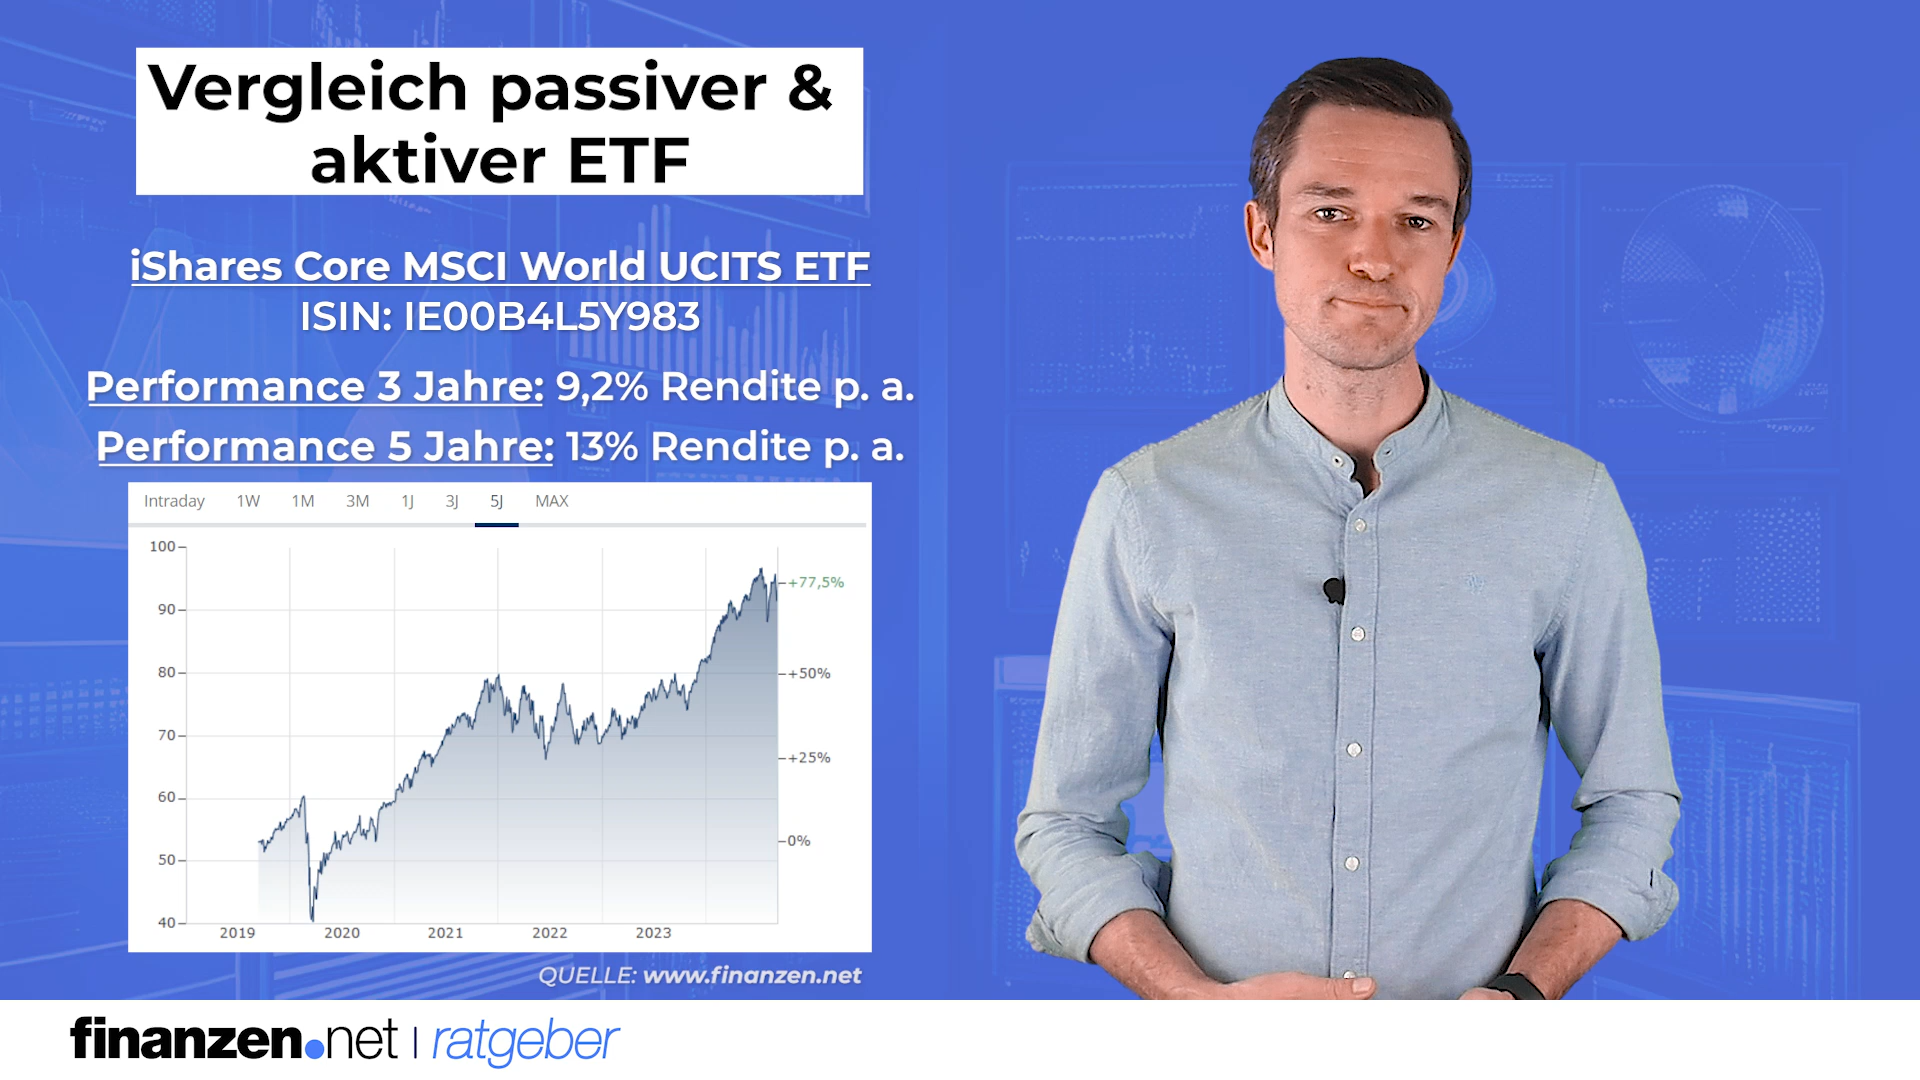 Vergleich passiver &
aktiver ETF
iShares Core MSCI World UCITS ETF
ISIN: IE00B4L5Y983
Performance 3 Jahre: 9,2% Rendite p. a.
Performance 5 Jahre: 13% Rendite p. a.
Intraday 1W 1M 3M 1J 3J 5J MAX
100
90
80
70
60
50
40
+77,5%
+50%
+25%
0%
2019 2020 2021 2022 2023
QUELLE: www.finanzen.net
finanzen.net | ratgeber